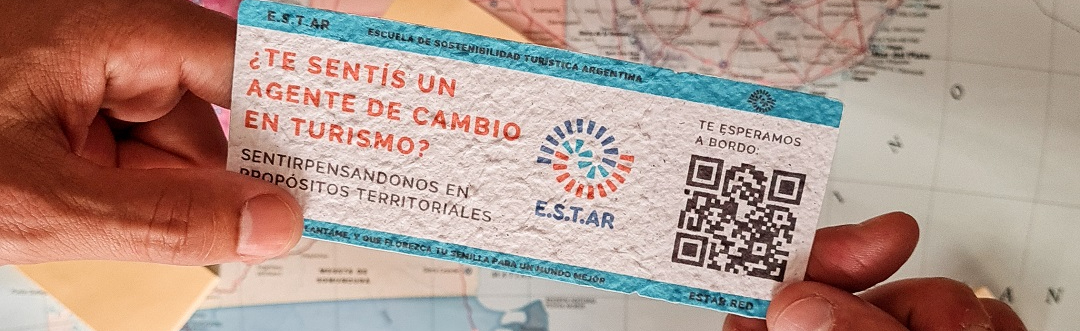 E.S.T.AR
ESCUELA DE SOSTENIBILIDAD TURÍSTICA ARGENTINA
¿TE SENTÍS UN
AGENTE DE CAMBIO
EN TURISMO?
SENTIRPENSANDONOS EN
PROPÓSITOS TERRITORIALES
E.S.T.AR
TE ESPERAMOS
A BORDO.
PLANTAME, Y QUE FLOREZCA TU SEMILLA PARA UN MUNDO MEJOR
ESTAR.RED
O
Z
A
N